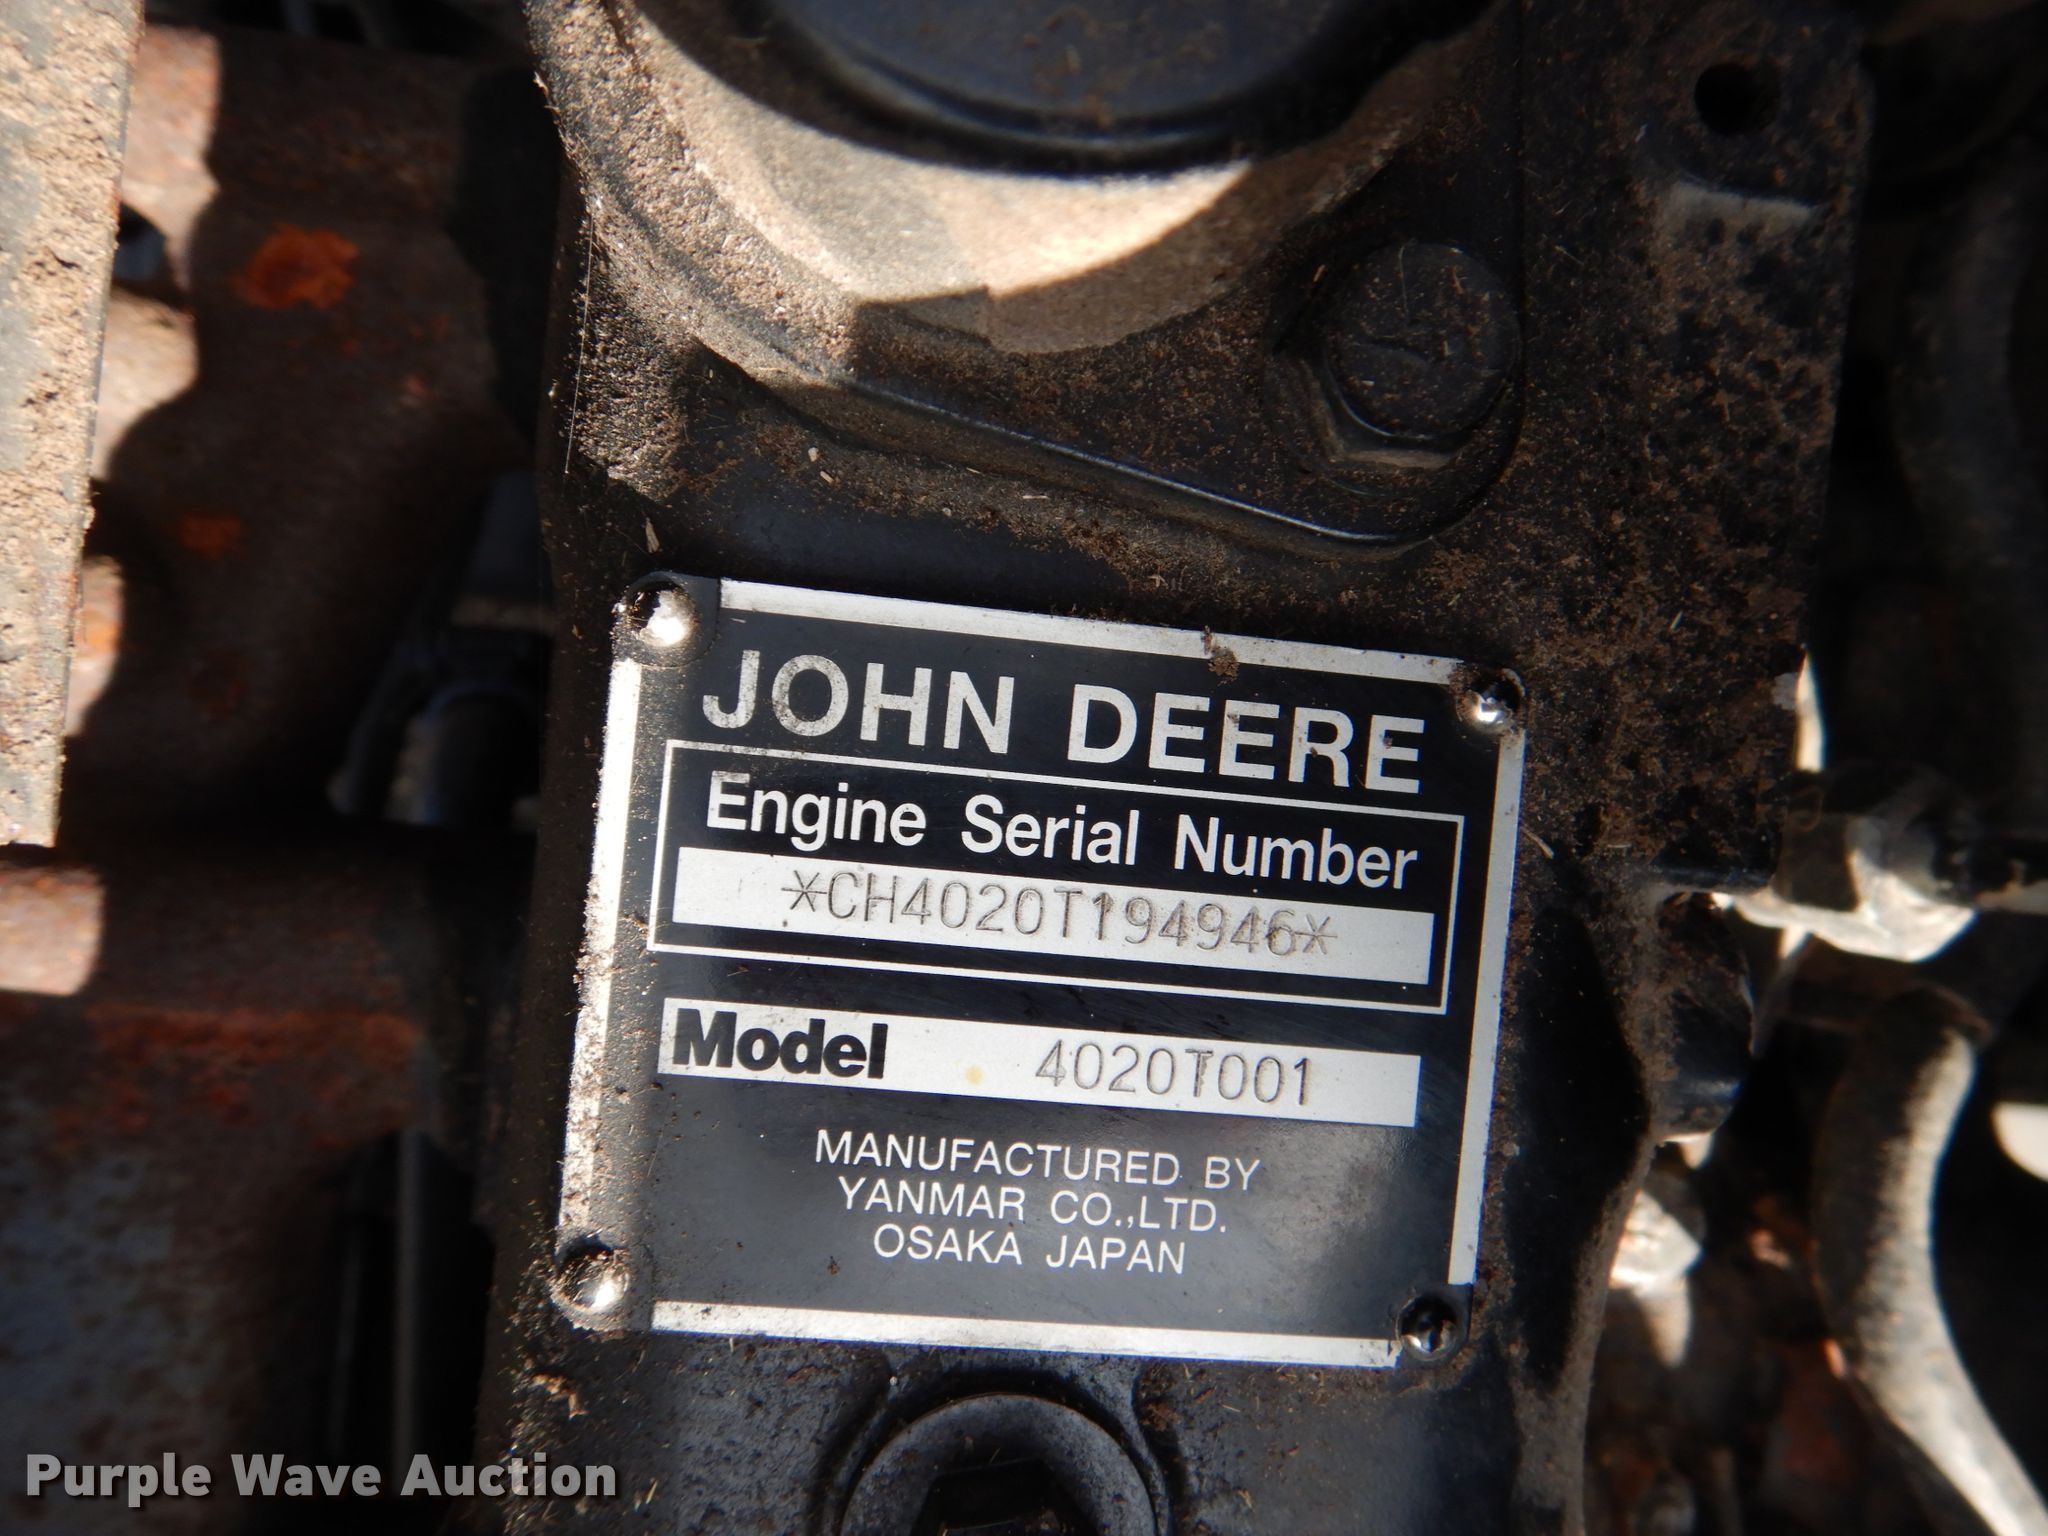 JOHN DEERE
Engine Serial Number
*CH4020T194946*
Model 4020T001
MANUFACTURED BY
YANMAR CO.,LTD.
OSAKA JAPAN
Purple Wave Auction